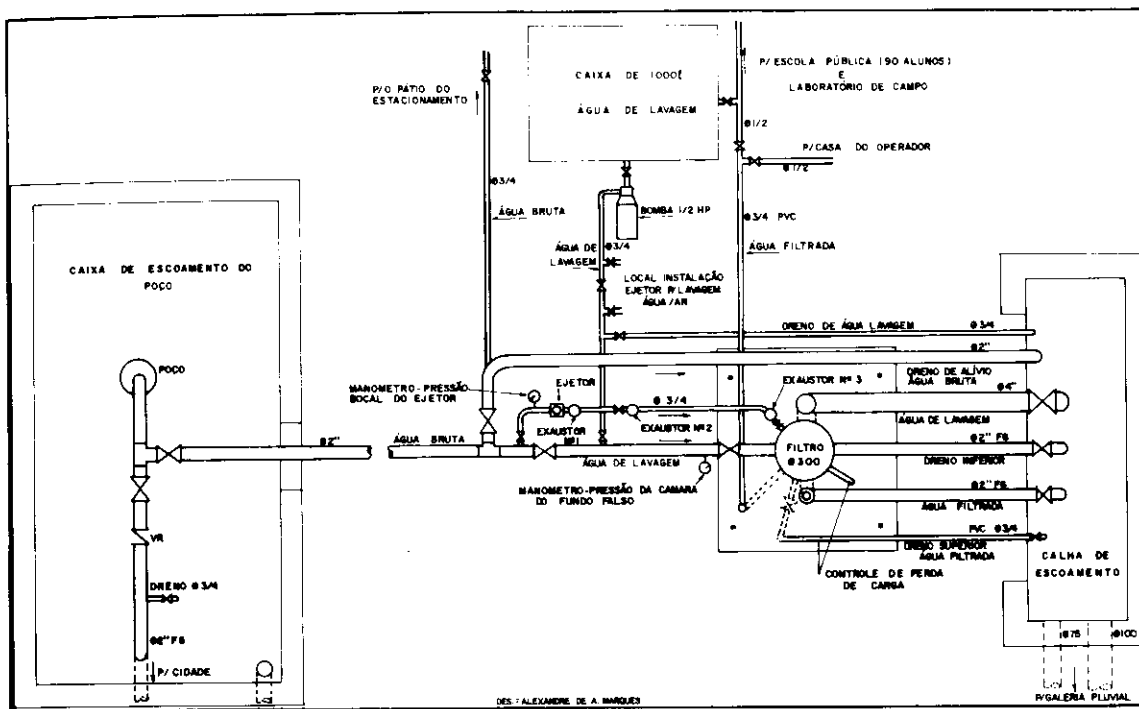 CAIXA DE 1000ℓ
ÁGUA DE LAVAGEM
P/ESCOLA PÚBLICA (90 ALUNOS)
E
LABORATÓRIO DE CAMPO
P/O PÁTIO DO
ESTACIONAMENTO
Ø1/2
P/CASA DO OPERADOR
Ø1/2
Ø3/4
BOMBA 1/2 HP
ÁGUA BRUTA
Ø3/4 PVC
ÁGUA DE
LAVAGEM
Ø3/4
ÁGUA FILTRADA
CAIXA DE ESCOAMENTO DO
POÇO
LOCAL INSTALAÇÃO
EJETOR P/LAVAGEM
ÁGUA/AR
DRENO DE ÁGUA LAVAGEM
Ø3/4
Ø2"
POÇO
DRENO DE ALÍVIO
ÁGUA BRUTA
MANOMETRO-PRESSÃO
BOCAL DO EJETOR
EJETOR
EXAUSTOR Nº 3
Ø4"
Ø 3/4
ÁGUA DE LAVAGEM
EXAUSTOR
Nº1
EXAUSTOR Nº2
Ø2"
ÁGUA BRUTA
FILTRO
Ø300
Ø2" FG
DRENO INFERIOR
ÁGUA DE LAVAGEM
MANOMETRO-PRESSÃO DA CAMARA
DO FUNDO FALSO
Ø2" FG
ÁGUA FILTRADA
VR
PVC Ø3/4
DRENO SUPERIOR
ÁGUA FILTRADA
CALHA DE
ESCOAMENTO
CONTROLE DE PERDA
DE CARGA
DRENO Ø3/4
Ø2" FG
Ø75
Ø100
P/ CIDADE
P/GALERIA PLUVIAL
DES.: ALEXANDRE DE A. MARQUES